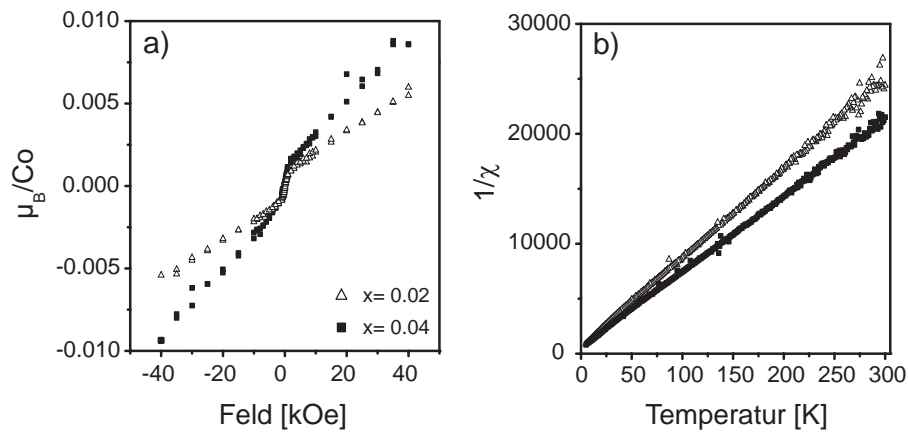 a)
0.010
0.005
0.000
-0.005
-0.010
μB/Co
-40
-20
0
20
40
Feld [kOe]
x= 0.02
x= 0.04
b)
30000
20000
10000
0
1/χ
0
50
100
150
200
250
300
Temperatur [K]